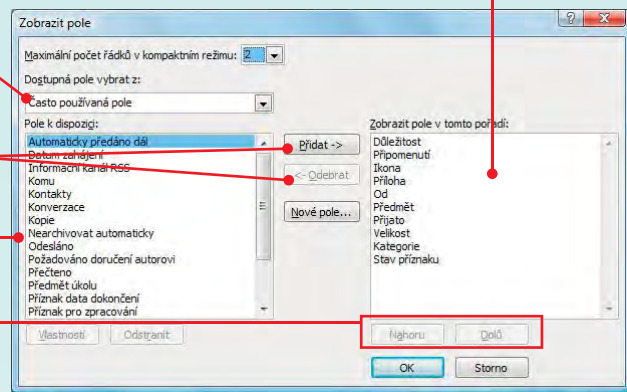 Zobrazit pole
Maximální počet řádků v kompaktním režimu: 2
Dostupná pole vybrat z:
Často používaná pole
Pole k dispozici:
Automaticky předáno dál
Datum zahájení
Informační kanál RSS
Komu
Kontakty
Konverzace
Kopie
Nearchivovat automaticky
Odesláno
Požadováno doručení autorovi
Přečteno
Předmět úkolu
Příznak data dokončení
Příznak pro zpracování
Vlastnosti
Odstranit
Přidat ->
<- Odebrat
Nové pole...
Zobrazit pole v tomto pořadí:
Důležitost
Připomenutí
Ikona
Příloha
Od
Předmět
Přijato
Velikost
Kategorie
Stav příznaku
Nahoru
Dolů
OK
Storno